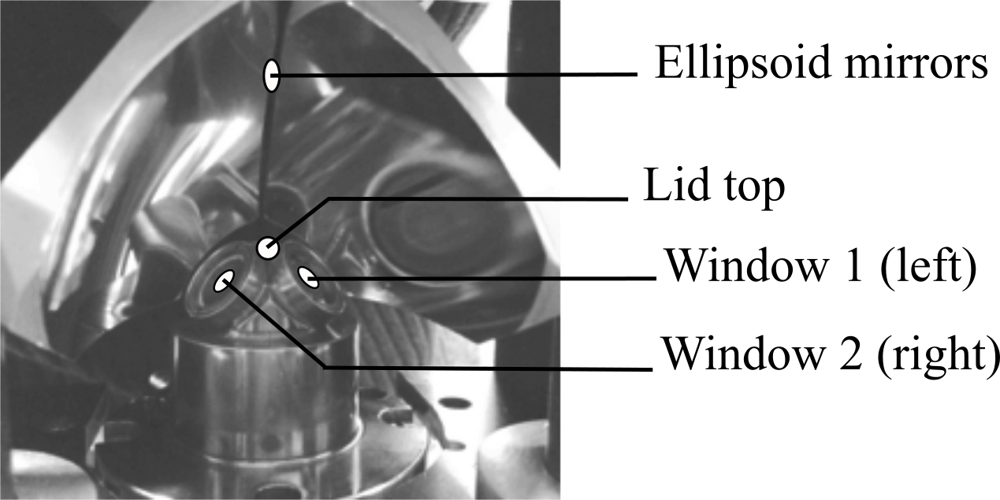 Ellipsoid mirrors
Lid top
Window 1 (left)
Window 2 (right)